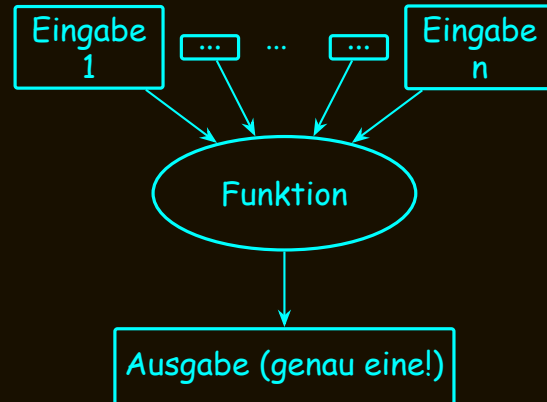 Eingabe
1
...
...
...
Eingabe
n
Funktion
Ausgabe (genau eine!)